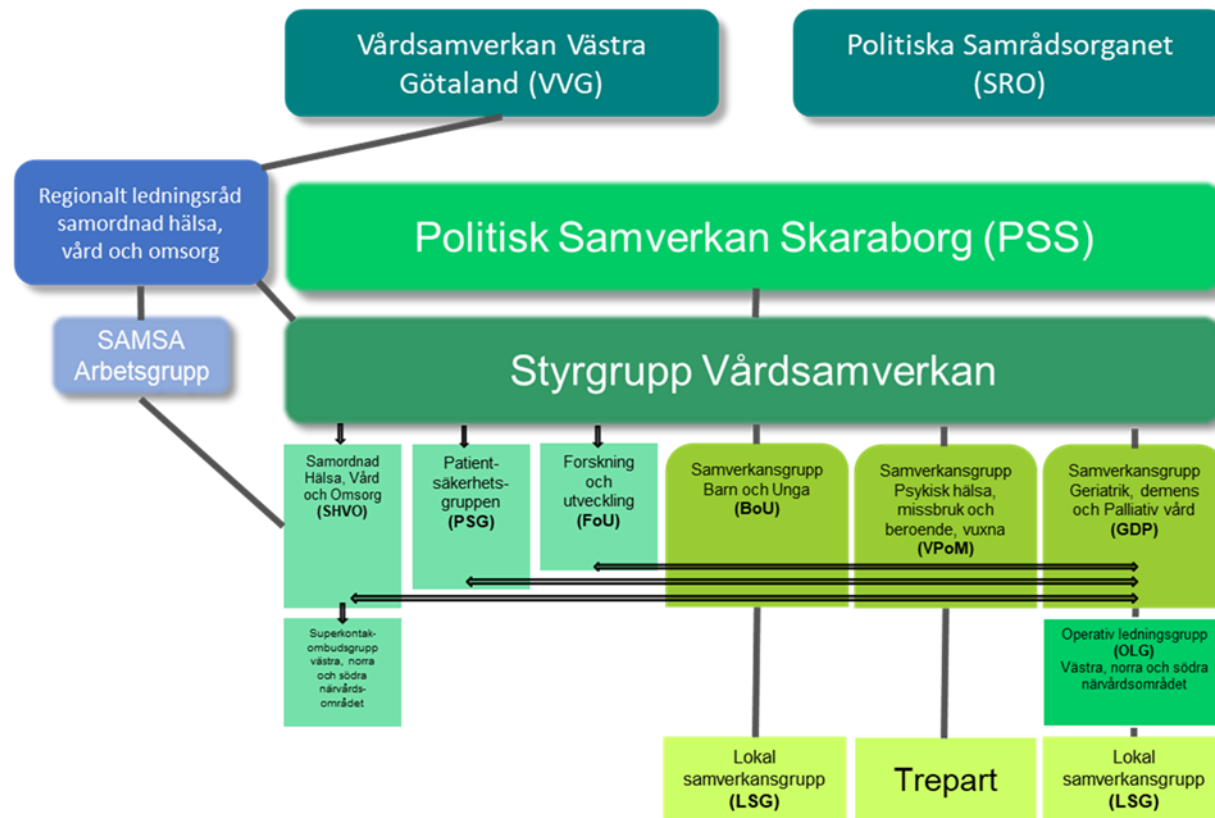 Vårdsamverkan Västra
Götaland (VVG)
Politiska Samrådsorganet
(SRO)
Regionalt ledningsråd
samordnad hälsa,
vård och omsorg
Politisk Samverkan Skaraborg (PSS)
SAMSA
Arbetsgrupp
Styrgrupp Vårdsamverkan
Samordnad
Hälsa, Vård
och Omsorg
(SHVO)
Patient-
säkerhets-
gruppen
(PSG)
Forskning
och
utveckling
(FoU)
Samverkansgrupp
Barn och Unga
(BoU)
Samverkansgrupp
Psykisk hälsa,
missbruk och
beroende, vuxna
(VPoM)
Samverkansgrupp
Geriatrik, demens
och Palliativ vård
(GDP)
Superkontak-
ombudsgrupp
västra, norra
och södra
närvårds-
området
Operativ ledningsgrupp
(OLG)
Västra, norra och södra
närvårdsområdet
Lokal
samverkansgrupp
(LSG)
Trepart
Lokal
samverkansgrupp
(LSG)